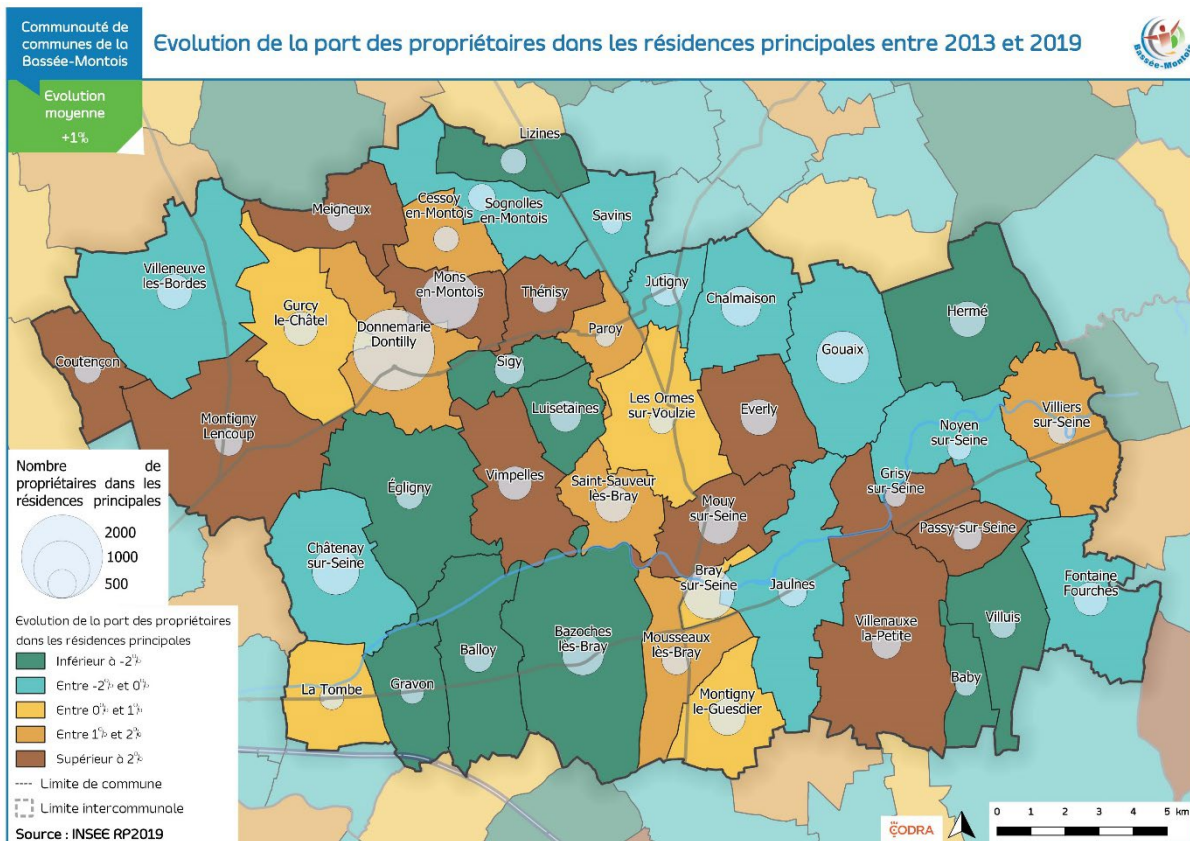 Communauté de
communes de la
Bassée-Montois
Evolution de la part des propriétaires dans les résidences principales entre 2013 et 2019
Bassée-Montois
Evolution
moyenne
+1%
Lizines
Meigneux
Cessoy
en-Montois
Sognolles
en-Montois
Savins
Villeneuve
les-Bordes
Mons
en-Montois
Thénisy
Jutigny
Chalmaison
Gurcy
le-Châtel
Hermé
Donnemarie
Dontilly
Paroy
Gouaix
Coutençon
Sigy
Les Ormes
sur-Voulzie
Everly
Luisetaines
Villiers
sur-Seine
Montigny
Lencoup
Noyen
sur-Seine
Vimpelles
Saint-Sauveur
lès-Bray
Grisy
sur-Seine
Égligny
Mouy
sur-Seine
Passy-sur-Seine
Châtenay
sur-Seine
Bray
sur-Seine
Jaulnes
Fontaine
Fourches
Villenauxe
la-Petite
Villuis
Bazoches
lès-Bray
Mousseaux
lès-Bray
Balloy
Baby
La Tombe
Gravon
Montigny
le-Guesdier
Nombre de
propriétaires dans les
résidences principales
2000
1000
500
Evolution de la part des propriétaires
dans les résidences principales
Inférieur à -2%
Entre -2% et 0%
Entre 0% et 1%
Entre 1% et 2%
Supérieur à 2%
Limite de commune
Limite intercommunale
Source : INSEE RP2019
CODRA
0 1 2 3 4 5 km